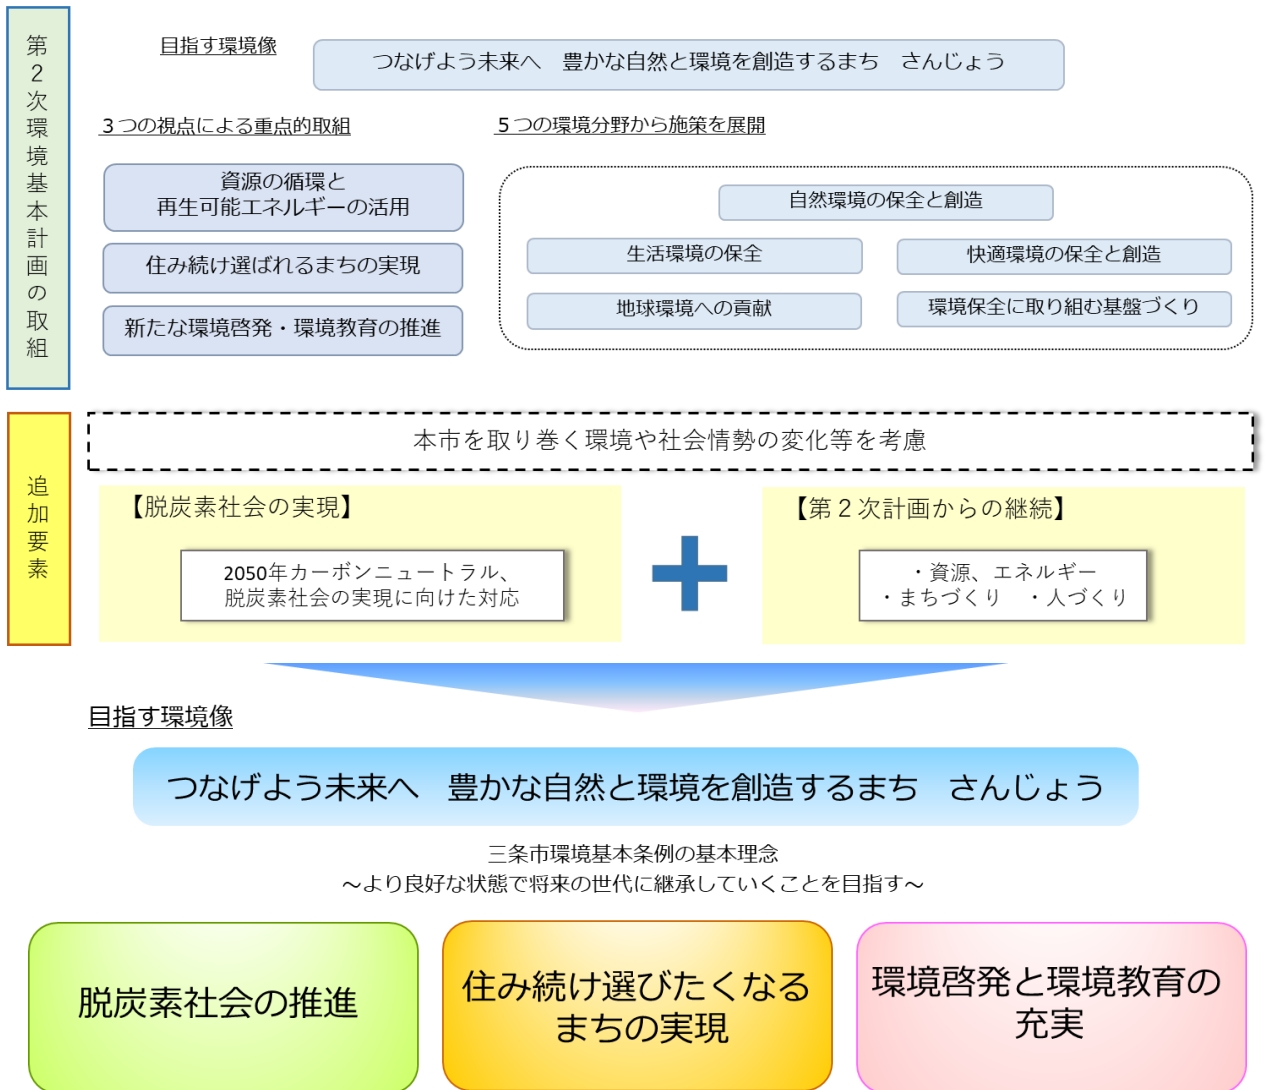 第２次環境基本計画の取組
目指す環境像
つなげよう未来へ　豊かな自然と環境を創造するまち　さんじょう
３つの視点による重点的取組
資源の循環と
再生可能エネルギーの活用
住み続け選ばれるまちの実現
新たな環境啓発・環境教育の推進
５つの環境分野から施策を展開
自然環境の保全と創造
生活環境の保全
快適環境の保全と創造
地球環境への貢献
環境保全に取り組む基盤づくり
追加要素
本市を取り巻く環境や社会情勢の変化等を考慮
【脱炭素社会の実現】
2050年カーボンニュートラル、
脱炭素社会の実現に向けた対応
【第２次計画からの継続】
・資源、エネルギー
・まちづくり　・人づくり
目指す環境像
つなげよう未来へ　豊かな自然と環境を創造するまち　さんじょう
三条市環境基本条例の基本理念
～より良好な状態で将来の世代に継承していくことを目指す～
脱炭素社会の推進
住み続け選びたくなる
まちの実現
環境啓発と環境教育の
充実